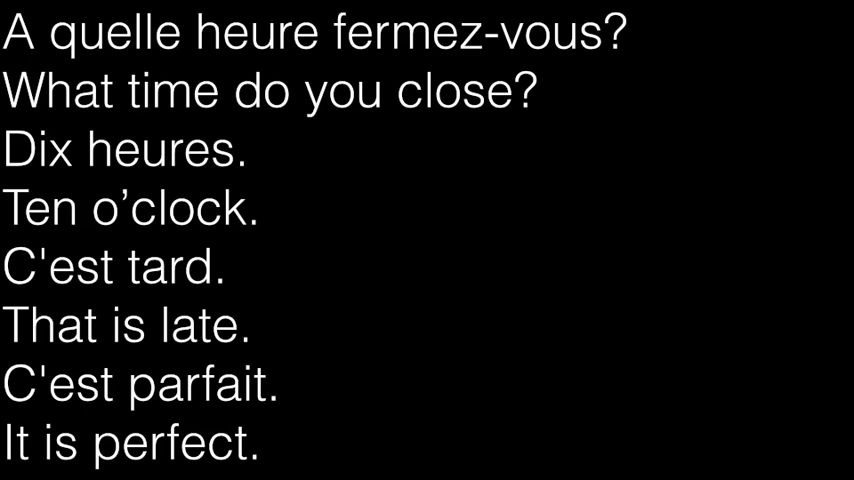 A quelle heure fermez-vous?
What time do you close?
Dix heures.
Ten o’clock.
C'est tard.
That is late.
C'est parfait.
It is perfect.